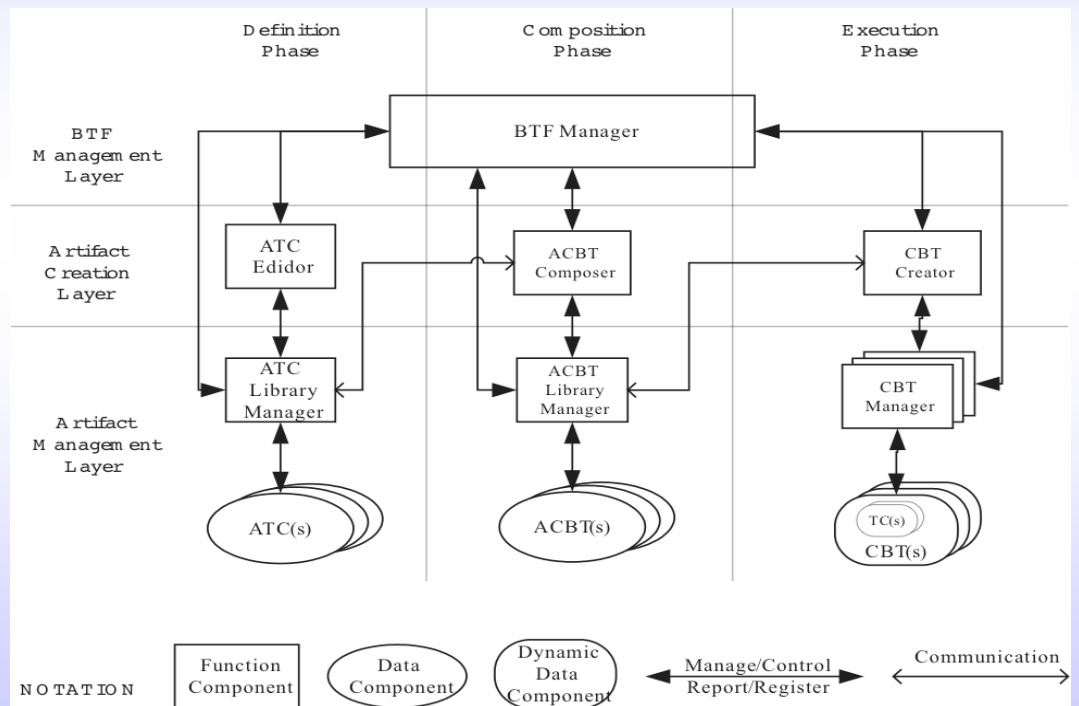 Definition
Phase
Composition
Phase
Execution
Phase
BTF
Management
Layer
BTF Manager
Artifact
Creation
Layer
ATC
Edidor
ACBT
Composer
CBT
Creator
Artifact
Management
Layer
ATC
Library
Manager
ACBT
Library
Manager
CBT
Manager
ATC(s)
ACBT(s)
TC(s)
CBT(s)
NOTATION
Function
Component
Data
Component
Dynamic
Data
Component
Manage/Control
Report/Register
Communication